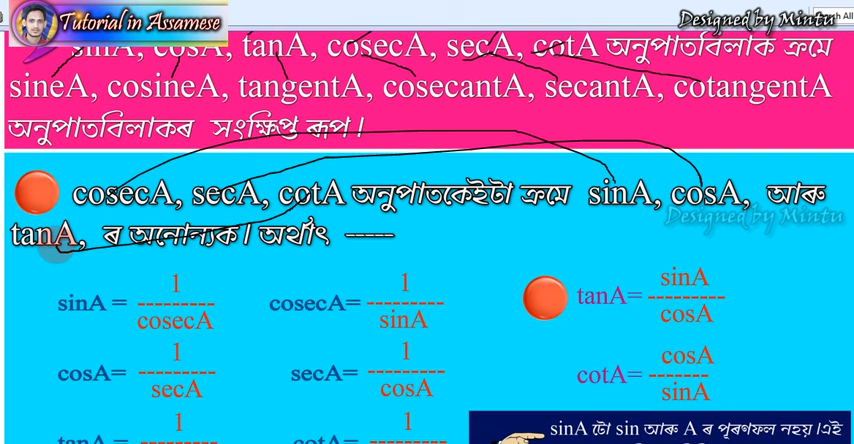 Tutorial in Assamese
Designed by Mintu
sinA, cosA, tanA, cosecA, secA, cotA অনুপাতবিলাক ক্ৰমে
sineA, cosineA, tangentA, cosecantA, secantA, cotangentA
অনুপাতবিলাকৰ সংক্ষিপ্ত ৰূপ।
cosecA, secA, cotA অনুপাতকেইটা ক্ৰমে sinA, cosA, আৰু
Designed by Mintu
tanA, ৰ অনোন্যক। অৰ্থাৎ -----
sinA = 1 --------- cosecA
cosecA= 1 --------- sinA
tanA= sinA --------- cosA
cosA= 1 --------- secA
secA= 1 --------- cosA
cotA= cosA ------- sinA
1
1
sinA টো sin আৰু A ৰ পূৰণফল নহয়।এই